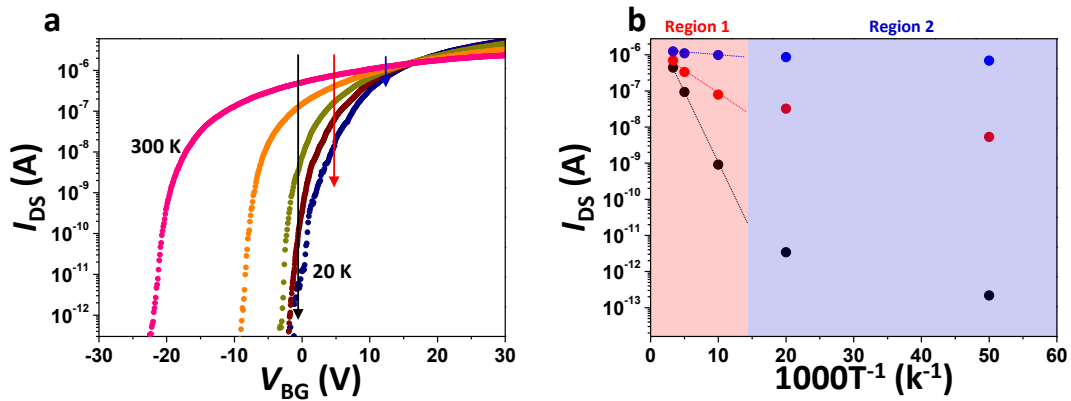 a
I_DS (A)
10⁻⁶
10⁻⁷
10⁻⁸
10⁻⁹
10⁻¹⁰
10⁻¹¹
10⁻¹²
300 K
20 K
-30 -20 -10 0 10 20 30
V_BG (V)
b
Region 1 Region 2
I_DS (A)
10⁻⁶
10⁻⁷
10⁻⁸
10⁻⁹
10⁻¹⁰
10⁻¹¹
10⁻¹²
10⁻¹³
0 10 20 30 40 50 60
1000T⁻¹ (k⁻¹)